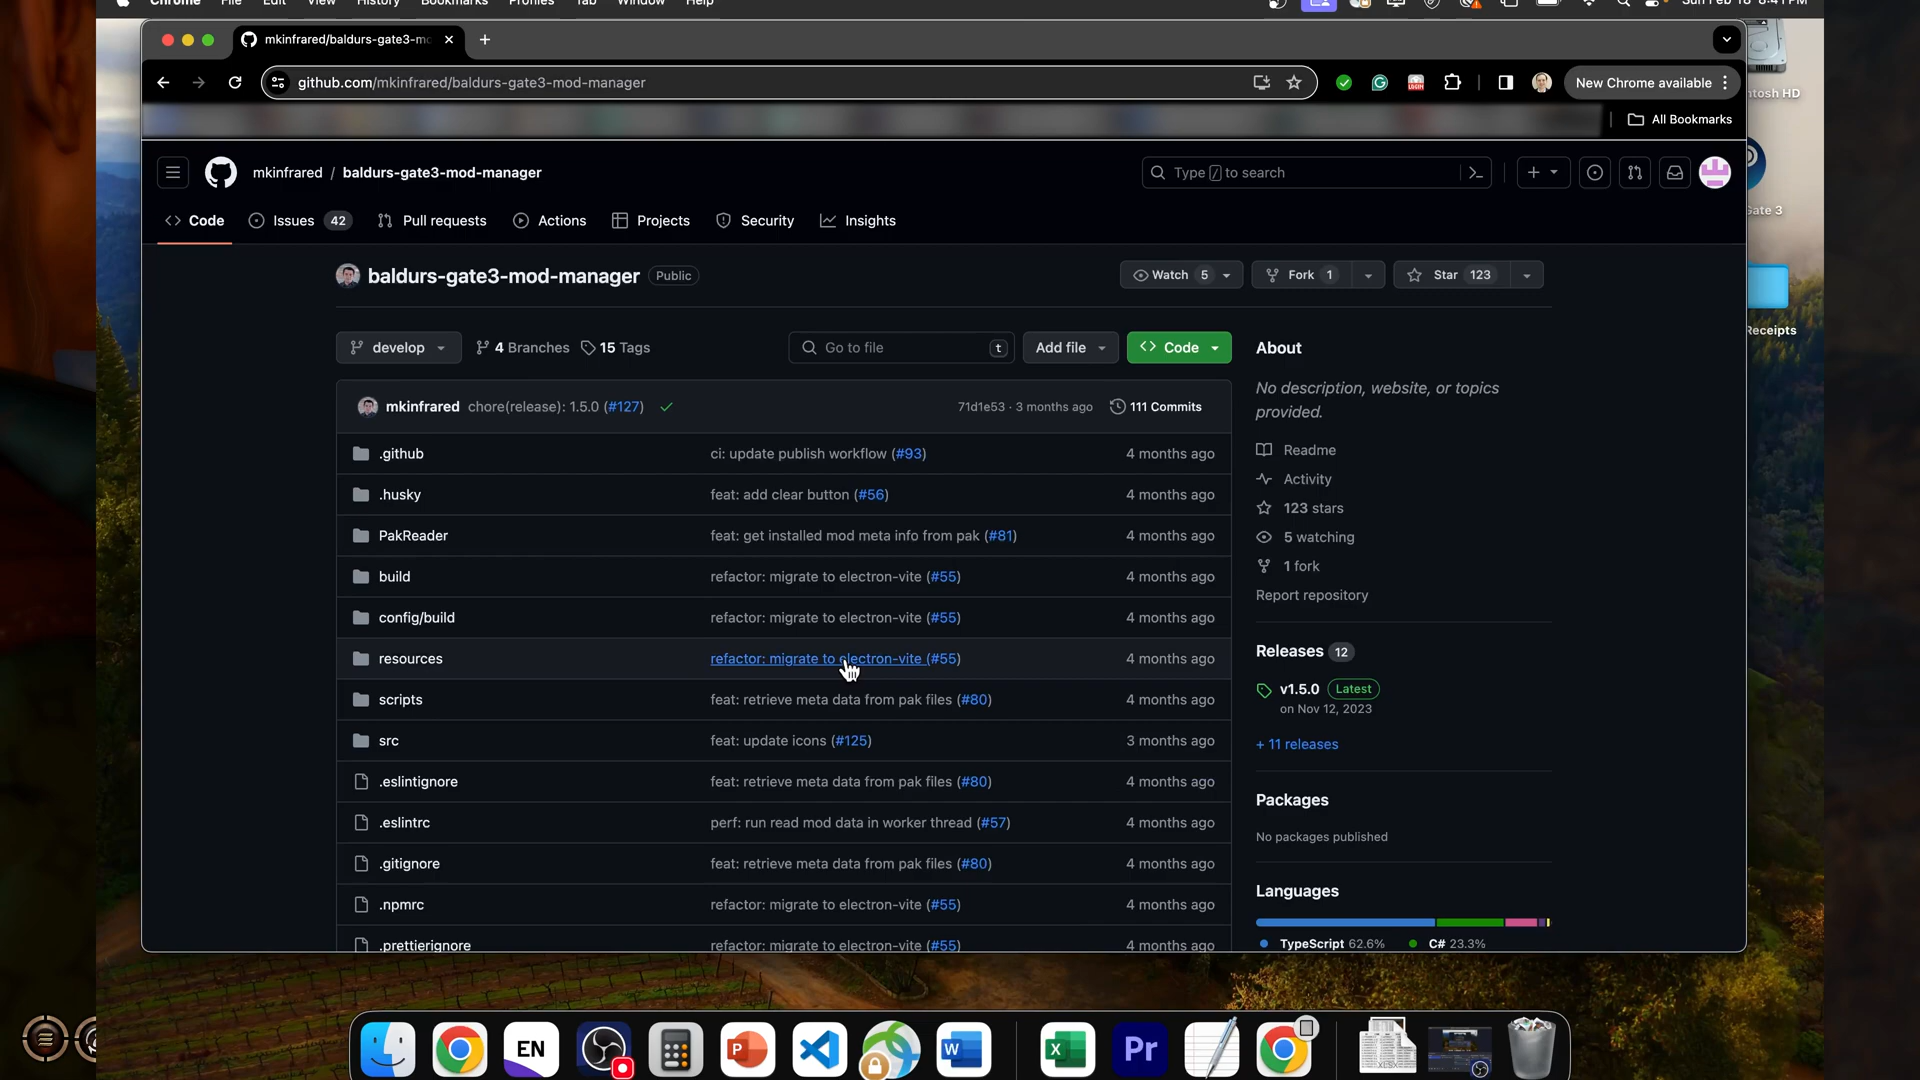 Chrome File Edit View History Bookmarks Profiles Tab Window Help
mkinfrared/baldurs-gate3-mo
github.com/mkinfrared/baldurs-gate3-mod-manager
New Chrome available
All Bookmarks
mkinfrared / baldurs-gate3-mod-manager
Type / to search
Code Issues 42 Pull requests Actions Projects Security Insights
baldurs-gate3-mod-manager Public
Watch 5 Fork 1 Star 123
develop 4 Branches 15 Tags Go to file t Add file Code
mkinfrared chore(release): 1.5.0 (#127) 71d1e53 · 3 months ago 111 Commits
.github ci: update publish workflow (#93) 4 months ago
.husky feat: add clear button (#56) 4 months ago
PakReader feat: get installed mod meta info from pak (#81) 4 months ago
build refactor: migrate to electron-vite (#55) 4 months ago
config/build refactor: migrate to electron-vite (#55) 4 months ago
resources refactor: migrate to electron-vite (#55) 4 months ago
scripts feat: retrieve meta data from pak files (#80) 4 months ago
src feat: update icons (#125) 3 months ago
.eslintignore feat: retrieve meta data from pak files (#80) 4 months ago
.eslintrc perf: run read mod data in worker thread (#57) 4 months ago
.gitignore feat: retrieve meta data from pak files (#80) 4 months ago
.npmrc refactor: migrate to electron-vite (#55) 4 months ago
.prettierignore refactor: migrate to electron-vite (#55) 4 months ago
About
No description, website, or topics
provided.
Readme
Activity
123 stars
5 watching
1 fork
Report repository
Releases 12
v1.5.0 Latest
on Nov 12, 2023
+ 11 releases
Packages
No packages published
Languages
TypeScript 62.6% C# 23.3%
ntosh HD
Gate 3
Receipts
EN
P
W
X
Pr